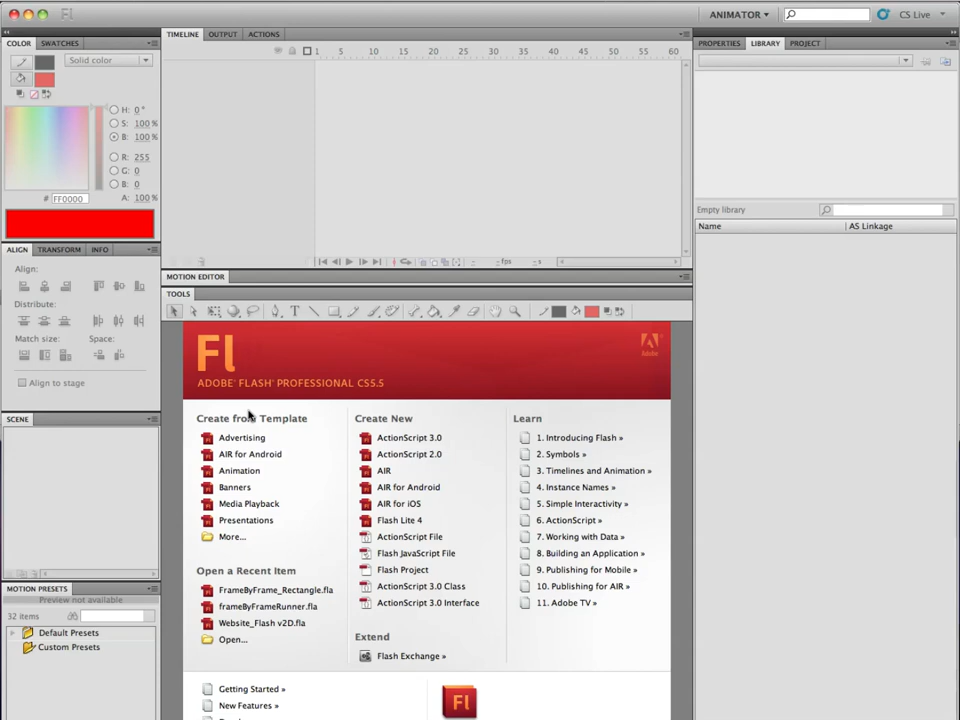 Fl ANIMATOR CS Live
COLOR SWATCHES
Solid color
H: 0 °
S: 100 %
B: 100 %
R: 255
G: 0
B: 0
A: 100 %
# FF0000
ALIGN TRANSFORM INFO
Align:
Distribute:
Match size: Space:
Align to stage
SCENE
MOTION PRESETS
Preview not available
32 items
Default Presets
Custom Presets
TIMELINE OUTPUT ACTIONS
1 5 10 15 20 25 30 35 40 45 50 55 60
- fps - s
MOTION EDITOR
TOOLS
Fl
ADOBE® FLASH® PROFESSIONAL CS5.5
Adobe
Create from Template
Advertising
AIR for Android
Animation
Banners
Media Playback
Presentations
More...
Open a Recent Item
FrameByFrame_Rectangle.fla
frameByFrameRunner.fla
Website_Flash v2D.fla
Open...
Create New
ActionScript 3.0
ActionScript 2.0
AIR
AIR for Android
AIR for iOS
Flash Lite 4
ActionScript File
Flash JavaScript File
Flash Project
ActionScript 3.0 Class
ActionScript 3.0 Interface
Extend
Flash Exchange »
Learn
1. Introducing Flash »
2. Symbols »
3. Timelines and Animation »
4. Instance Names »
5. Simple Interactivity »
6. ActionScript »
7. Working with Data »
8. Building an Application »
9. Publishing for Mobile »
10. Publishing for AIR »
11. Adobe TV »
Getting Started »
New Features »
Fl
PROPERTIES LIBRARY PROJECT
Empty library
Name AS Linkage